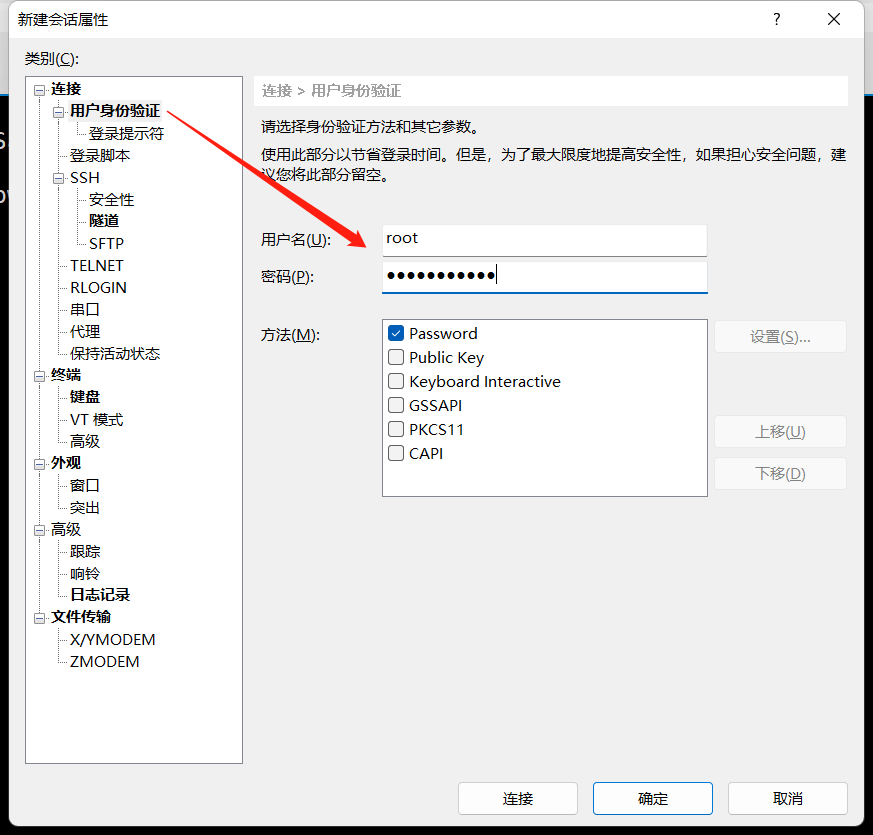 新建会话属性
类别(C):
连接
用户身份验证
登录提示符
登录脚本
SSH
安全性
隧道
SFTP
TELNET
RLOGIN
串口
代理
保持活动状态
终端
键盘
VT 模式
高级
外观
窗口
突出
高级
跟踪
响铃
日志记录
文件传输
X/YMODEM
ZMODEM
连接 > 用户身份验证
请选择身份验证方法和其它参数。
使用此部分以节省登录时间。但是，为了最大限度地提高安全性，如果担心安全问题，建
议您将此部分留空。
用户名(U):
root
密码(P):
●●●●●●●●●●●
方法(M):
Password
Public Key
Keyboard Interactive
GSSAPI
PKCS11
CAPI
设置(S)...
上移(U)
下移(D)
连接
确定
取消